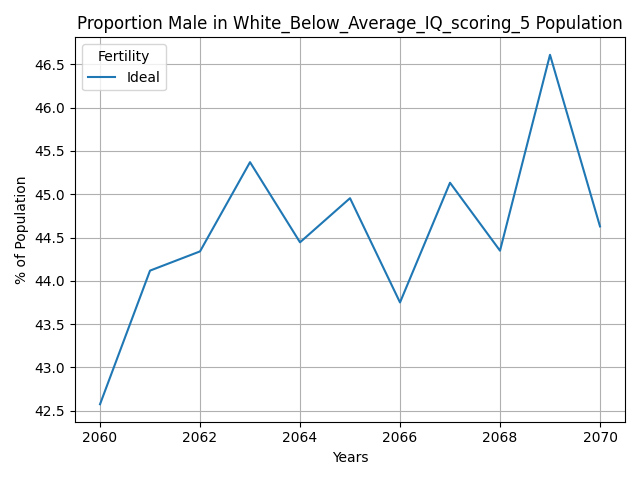 Proportion Male in White_Below_Average_IQ_scoring_5 Population
Fertility
Ideal
46.5
46.0
45.5
45.0
44.5
44.0
43.5
43.0
42.5
% of Population
2060 2062 2064 2066 2068 2070
Years